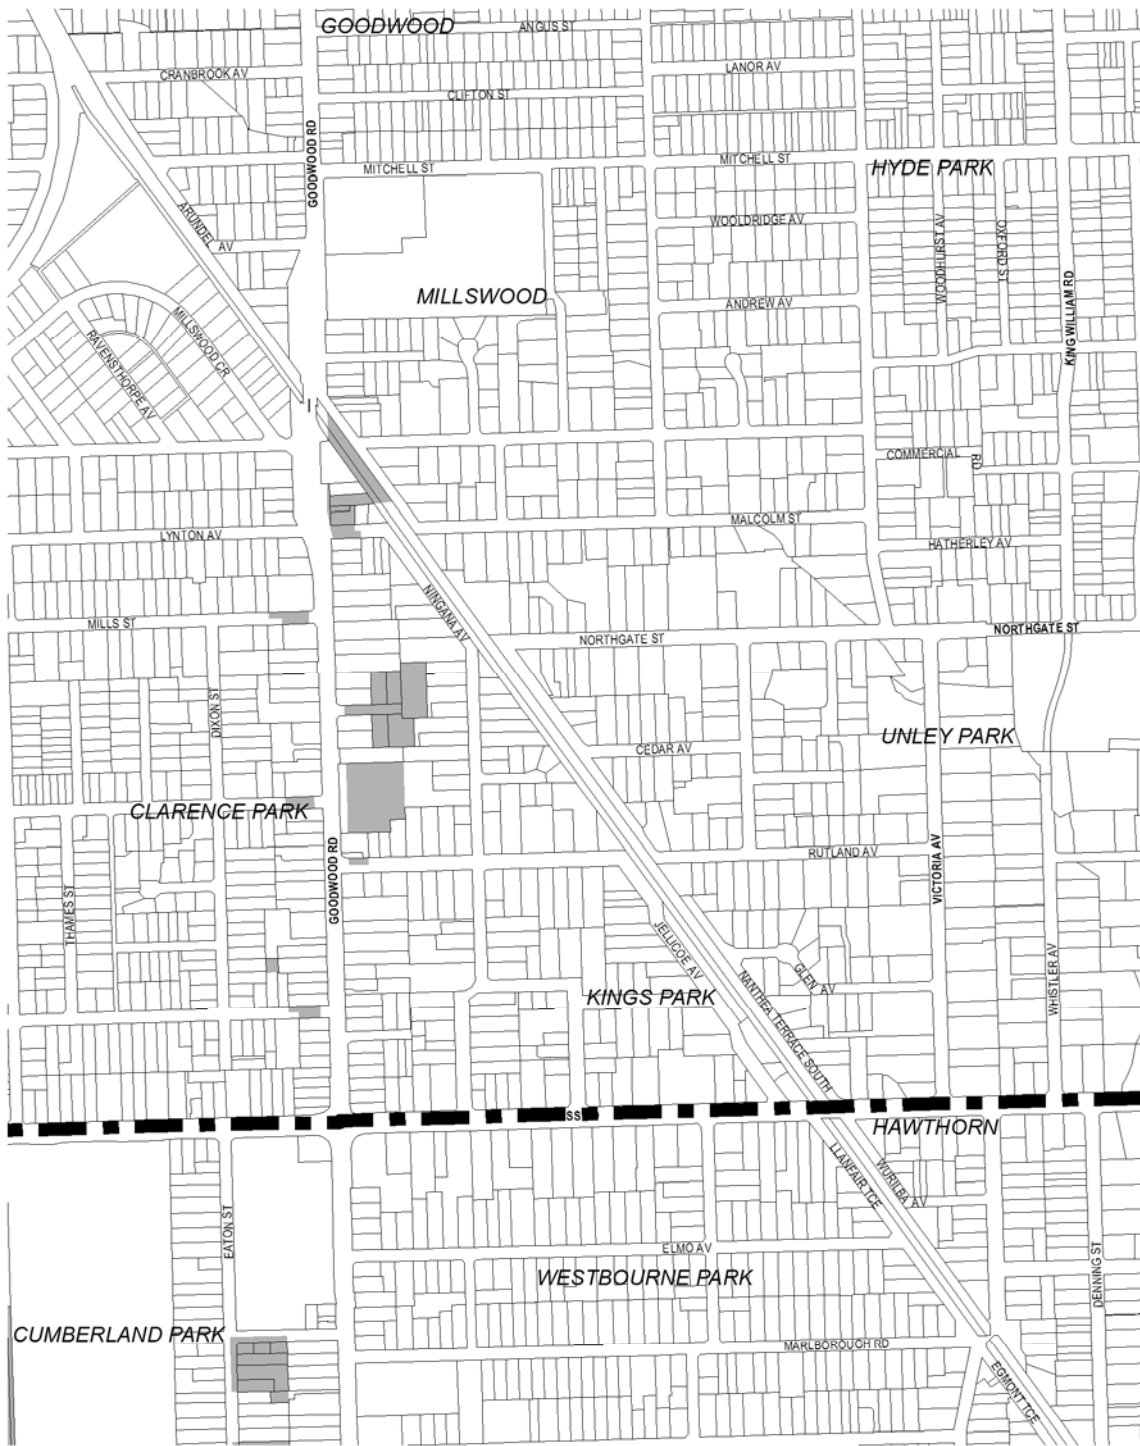 GOODWOOD
ANGUS ST
CRANBROOK AV
LANOR AV
CLIFTON ST
GOODWOOD RD
MITCHELL ST
MITCHELL ST
HYDE PARK
ARUNDEL AV
WOOLDRIDGE AV
WOODHURST AV
OXFORD ST
MILLSWOOD
ANDREW AV
KING WILLIAM RD
MILLSWOOD CR
RAVENSTHORPE AV
COMMERCIAL RD
MALCOLM ST
LYNTON AV
HATHERLEY AV
NINGANA AV
MILLS ST
NORTHGATE ST
NORTHGATE ST
DIXON ST
UNLEY PARK
CEDAR AV
CLARENCE PARK
GOODWOOD RD
RUTLAND AV
VICTORIA AV
THAMES ST
JELLICOE AV
GLEN AV
WHISTLER AV
KINGS PARK
NANTHEA TERRACE SOUTH
SS
HAWTHORN
LLANFAIR TCE
WURILBA AV
EATON ST
ELMO AV
DENNING ST
WESTBOURNE PARK
CUMBERLAND PARK
MARLBOROUGH RD
EGMONT TCE